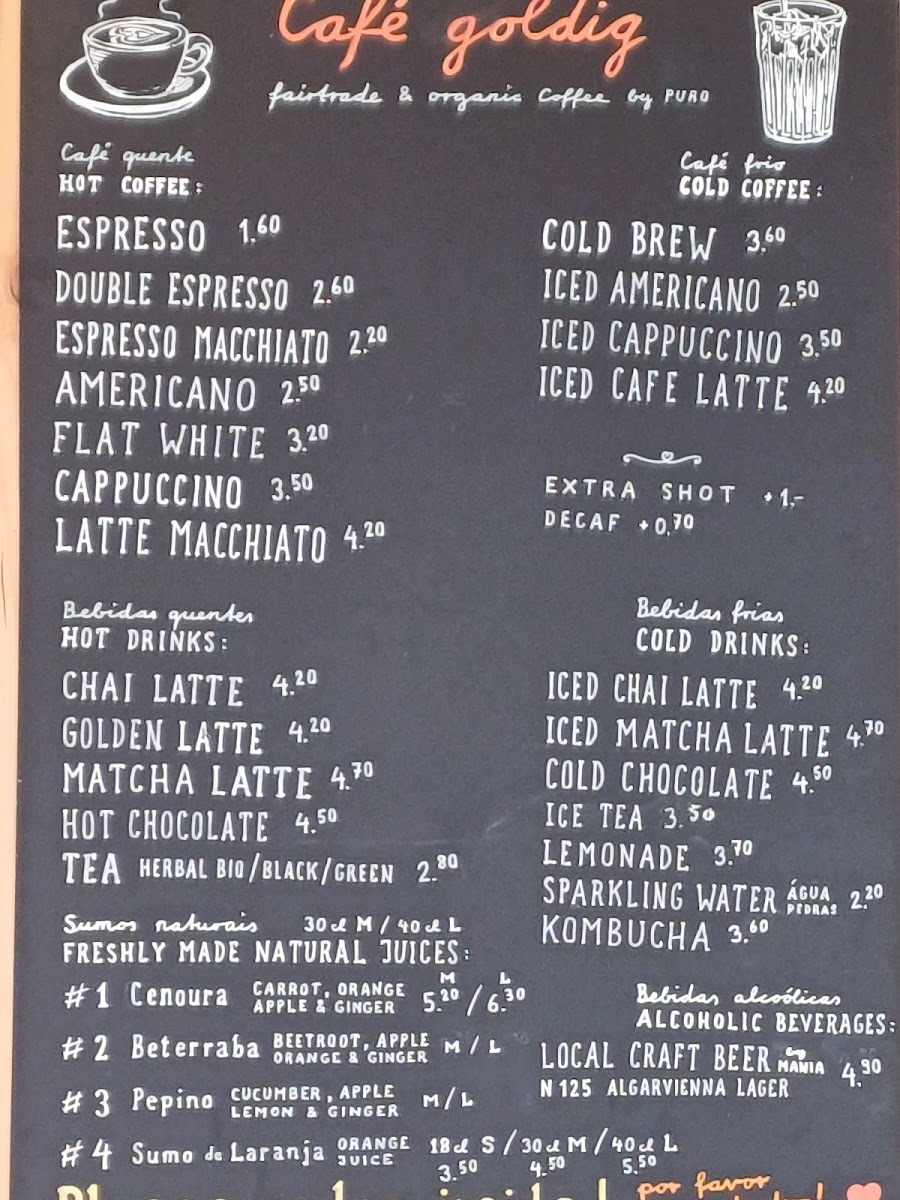 Café goldig
fairtrade & organic Coffee by PURO
Café quente
HOT COFFEE:
ESPRESSO 1.60
DOUBLE ESPRESSO 2.60
ESPRESSO MACCHIATO 2.20
AMERICANO 2.50
FLAT WHITE 3.20
CAPPUCCINO 3.50
LATTE MACCHIATO 4.20
Café frio
COLD COFFEE:
COLD BREW 3.60
ICED AMERICANO 2.50
ICED CAPPUCCINO 3.50
ICED CAFE LATTE 4.20
EXTRA SHOT +1,-
DECAF +0,70
Bebidas quentes
HOT DRINKS:
CHAI LATTE 4.20
GOLDEN LATTE 4.20
MATCHA LATTE 4.70
HOT CHOCOLATE 4.50
TEA HERBAL BIO/BLACK/GREEN 2.80
Bebidas frias
COLD DRINKS:
ICED CHAI LATTE 4.20
ICED MATCHA LATTE 4.70
COLD CHOCOLATE 4.50
ICE TEA 3.50
LEMONADE 3.70
SPARKLING WATER ÁGUA PEDRAS 2.20
KOMBUCHA 3.60
Sumos naturais 30cl M / 40cl L
FRESHLY MADE NATURAL JUICES:
#1 Cenoura CARROT, ORANGE APPLE & GINGER M 5.20 / L 6.30
#2 Beterraba BEETROOT, APPLE ORANGE & GINGER M / L
#3 Pepino CUCUMBER, APPLE LEMON & GINGER M/L
#4 Sumo de Laranja ORANGE JUICE 18cl S / 30cl M / 40cl L
3.50 4.50 5.50
Bebidas alcoólicas
ALCOHOLIC BEVERAGES:
LOCAL CRAFT BEER MANIA 4.90
N125 ALGARVIENNA LAGER
por favor